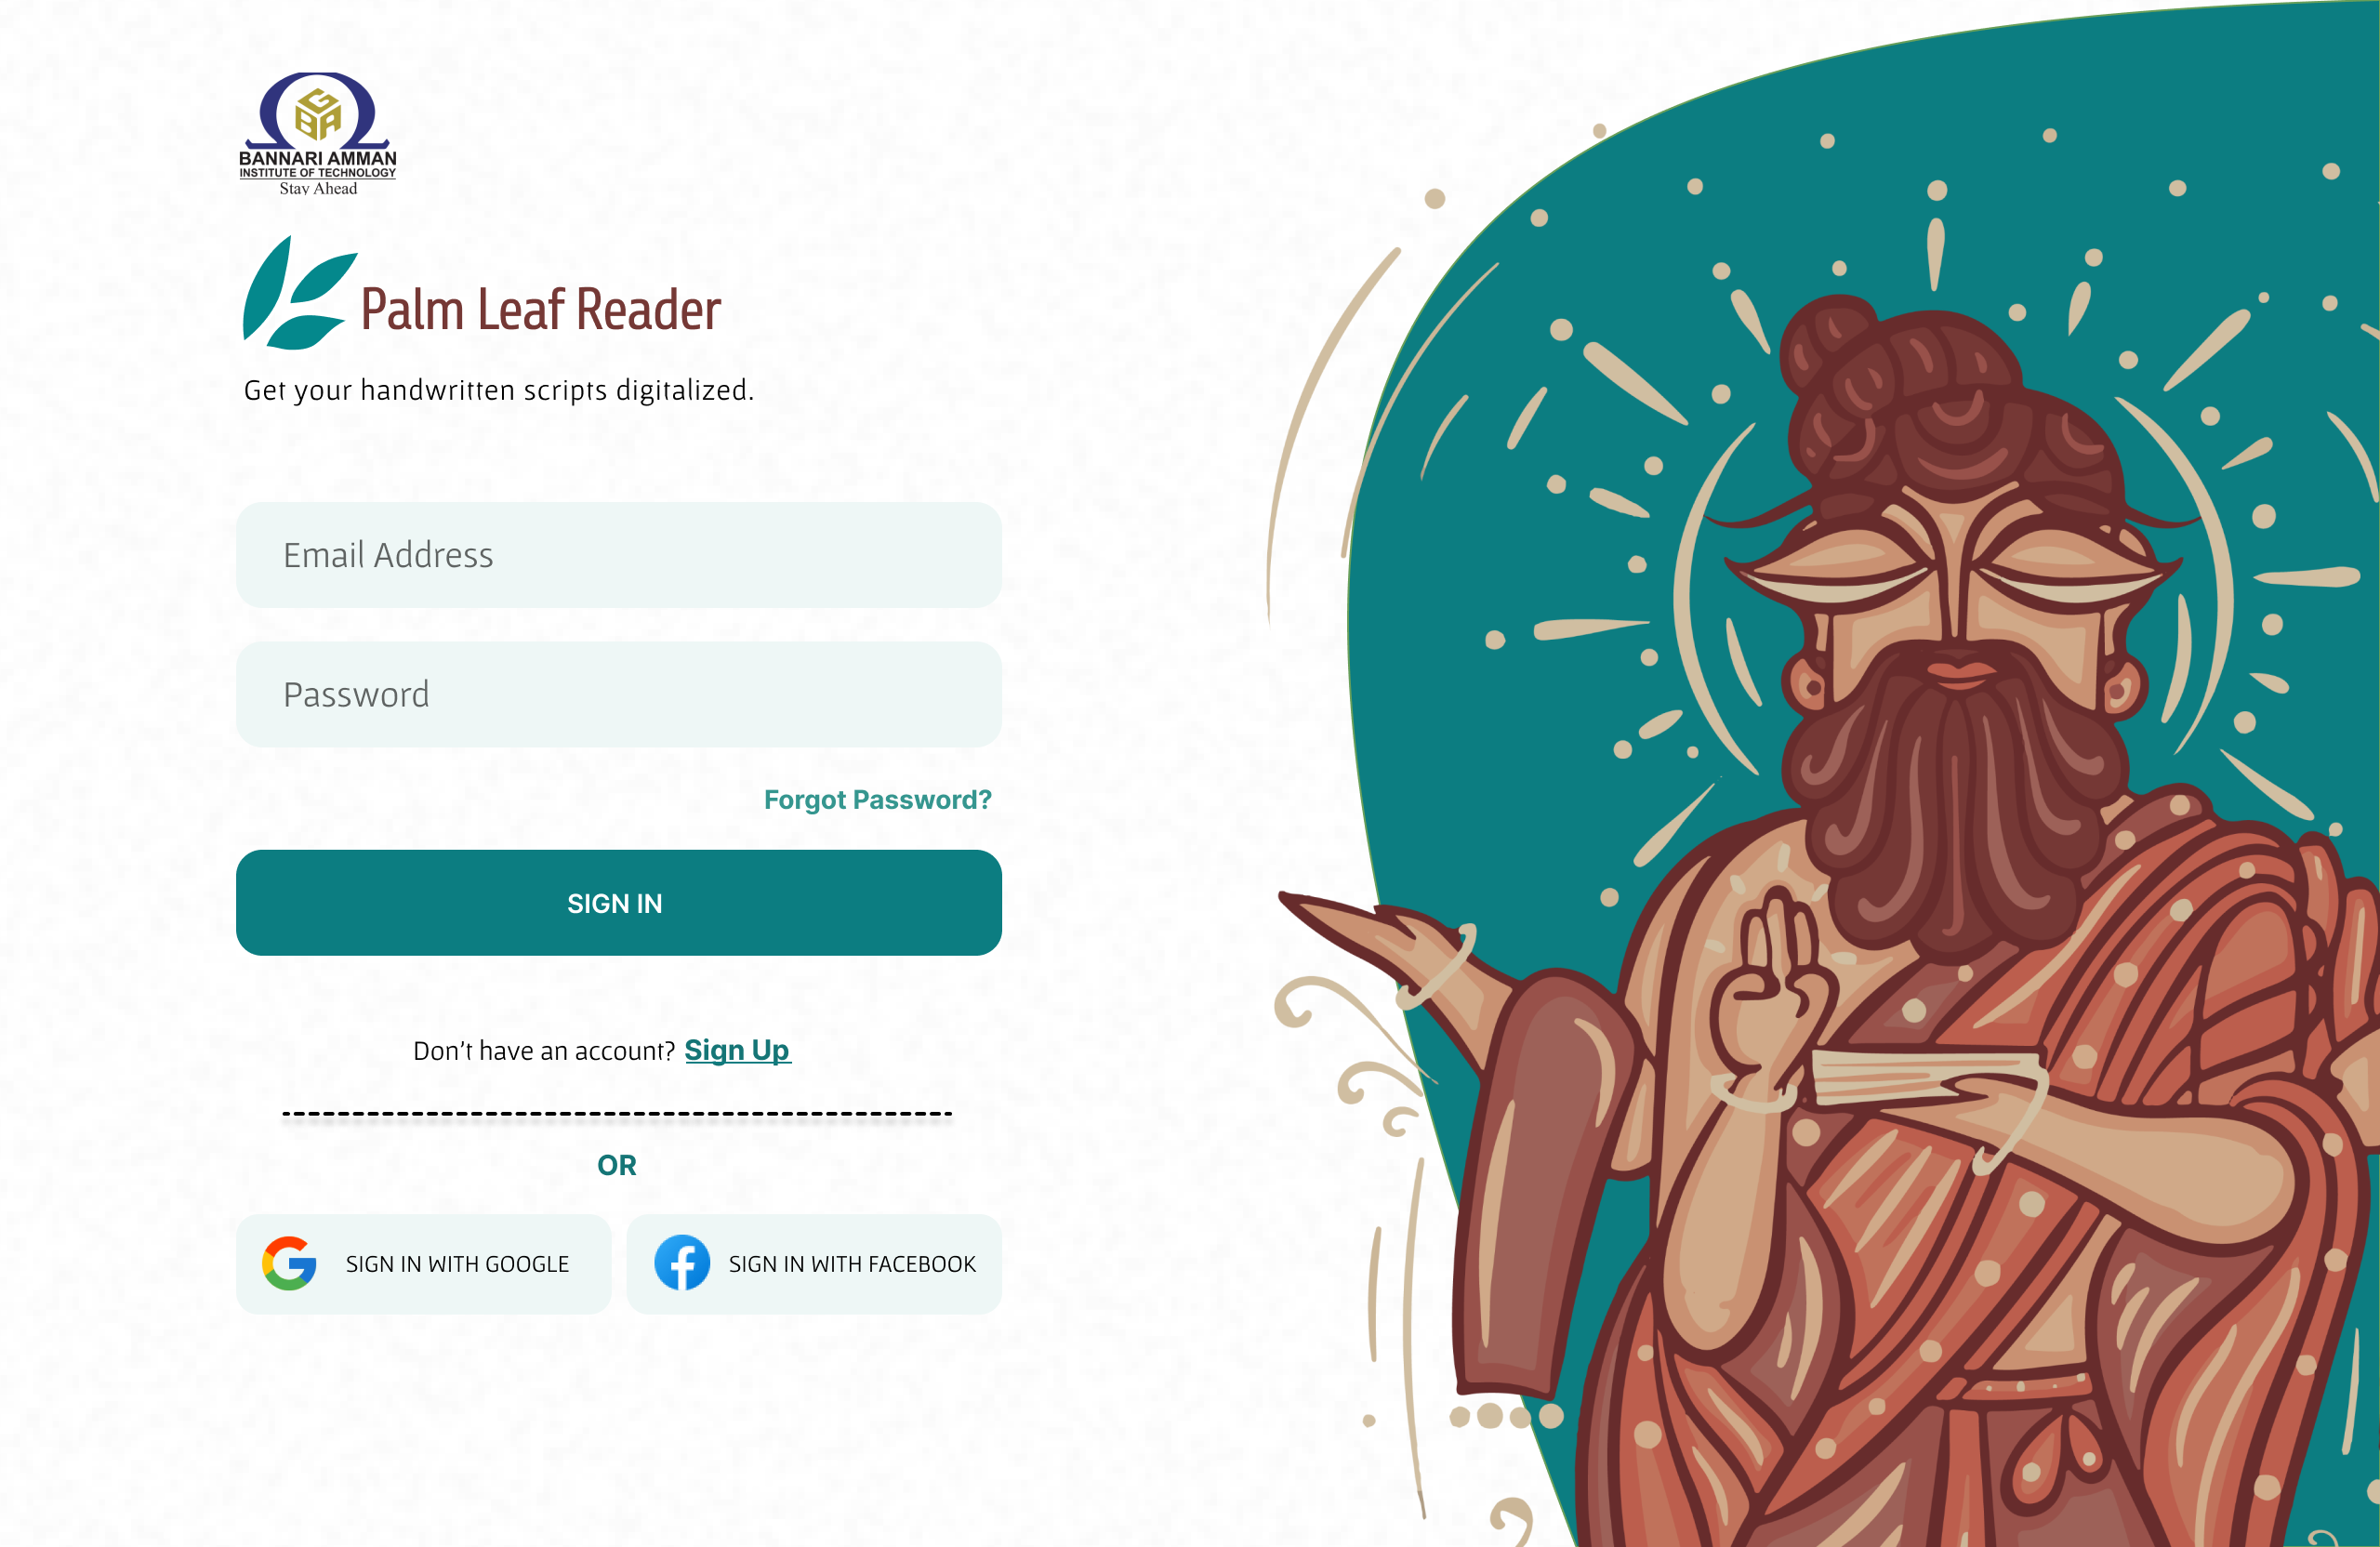 GBA
BANNARI AMMAN
INSTITUTE OF TECHNOLOGY
Stay Ahead
Palm Leaf Reader
Get your handwritten scripts digitalized.
Email Address
Password
Forgot Password?
SIGN IN
Don't have an account? Sign Up
OR
SIGN IN WITH GOOGLE
SIGN IN WITH FACEBOOK